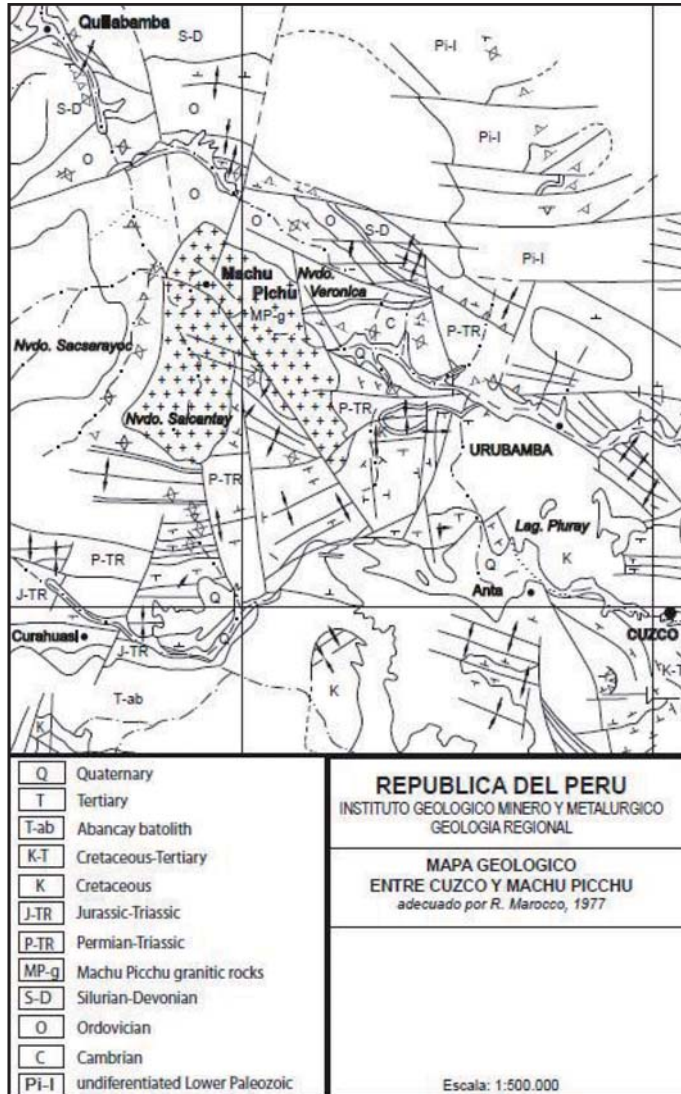 Quillabamba
S-D
Pi-I
S-D
O
Pi-I
O
O
O
O
S-D
Pi-I
Machu
Pichu
MP-g
Nvdo.
Veronica
C
P-TR
Nvdo. Sacsarayoc
Q
Nvdo. Salcantay
P-TR
URUBAMBA
P-TR
Lag. Piuray
P-TR
Q
K
J-TR
Q
Anta
CUZCO
Curahuasi
J-TR
K-T
T-ab
K
K
Q Quaternary
T Tertiary
T-ab Abancay batolith
K-T Cretaceous-Tertiary
K Cretaceous
J-TR Jurassic-Triassic
P-TR Permian-Triassic
MP-g Machu Picchu granitic rocks
S-D Silurian-Devonian
O Ordovician
C Cambrian
Pi-I undiferentiated Lower Paleozoic
REPUBLICA DEL PERU
INSTITUTO GEOLOGICO MINERO Y METALURGICO
GEOLOGIA REGIONAL
MAPA GEOLOGICO
ENTRE CUZCO Y MACHU PICCHU
adecuado por R. Marocco, 1977
Escala: 1:500.000